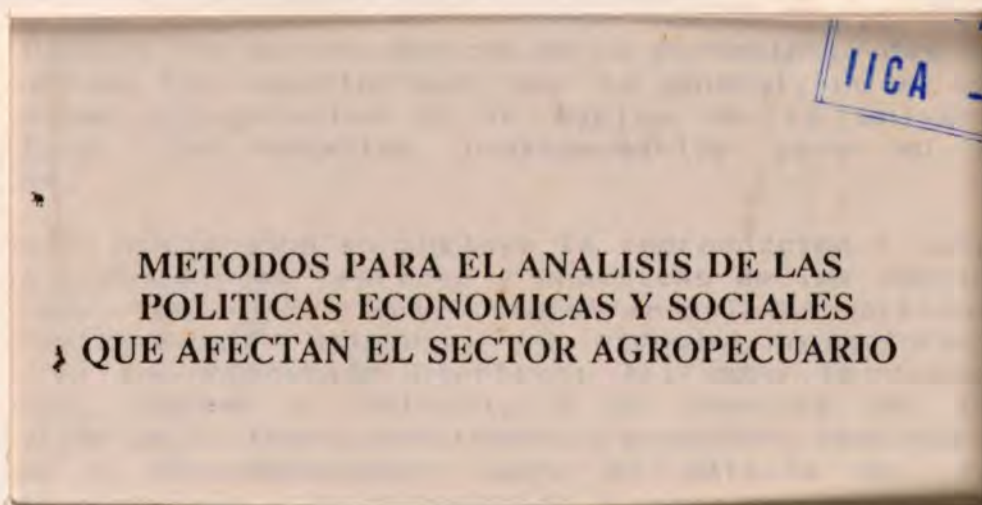 IICA
METODOS PARA EL ANALISIS DE LAS
POLITICAS ECONOMICAS Y SOCIALES
QUE AFECTAN EL SECTOR AGROPECUARIO